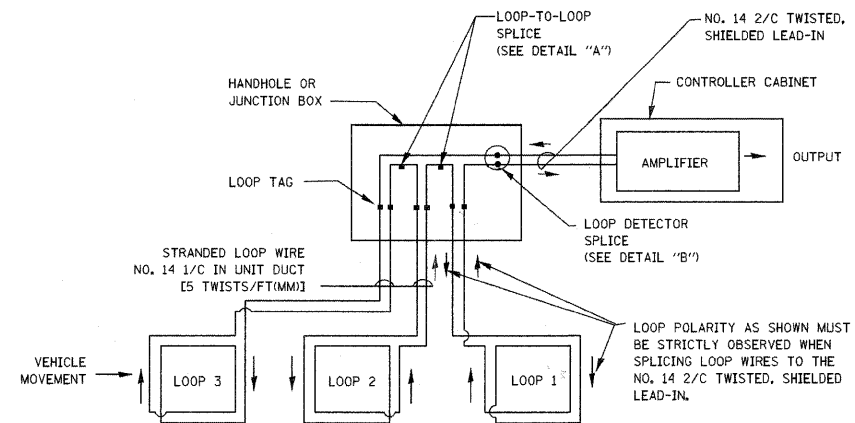 LOOP-TO-LOOP
SPLICE
(SEE DETAIL "A")
NO. 14 2/C TWISTED,
SHIELDED LEAD-IN
HANDHOLE OR
JUNCTION BOX
CONTROLLER CABINET
AMPLIFIER
OUTPUT
LOOP TAG
LOOP DETECTOR
SPLICE
(SEE DETAIL "B")
STRANDED LOOP WIRE
NO. 14 1/C IN UNIT DUCT
[5 TWISTS/FT(MM)]
LOOP POLARITY AS SHOWN MUST
BE STRICTLY OBSERVED WHEN
SPLICING LOOP WIRES TO THE
NO. 14 2/C TWISTED, SHIELDED
LEAD-IN.
VEHICLE
MOVEMENT
LOOP 3
LOOP 2
LOOP 1